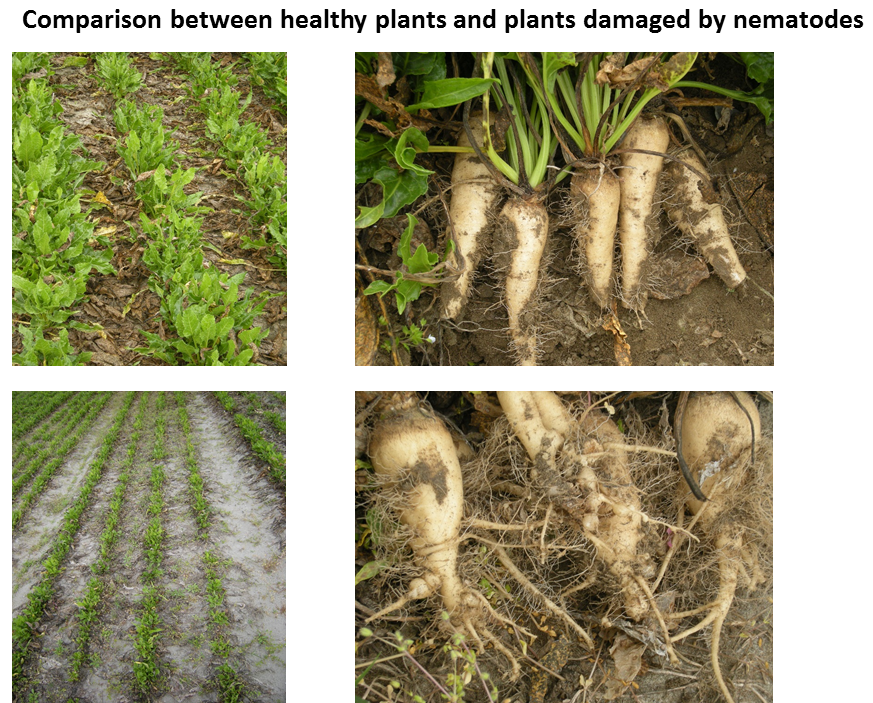 Comparison between healthy plants and plants damaged by nematodes